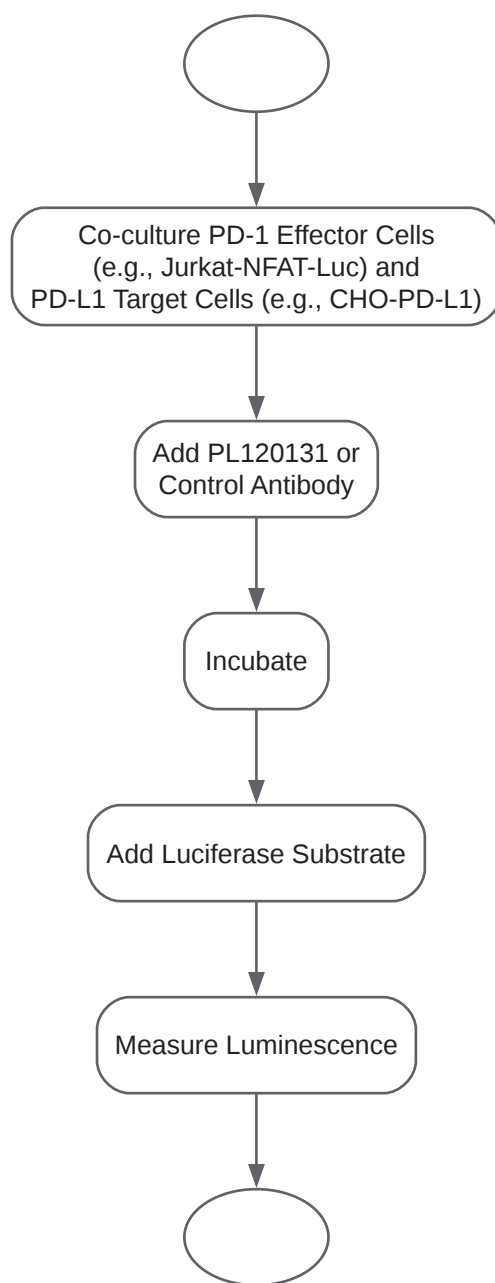 Co-culture PD-1 Effector Cells
(e.g., Jurkat-NFAT-Luc) and
PD-L1 Target Cells (e.g., CHO-PD-L1)
Add PL120131 or
Control Antibody
Incubate
Add Luciferase Substrate
Measure Luminescence